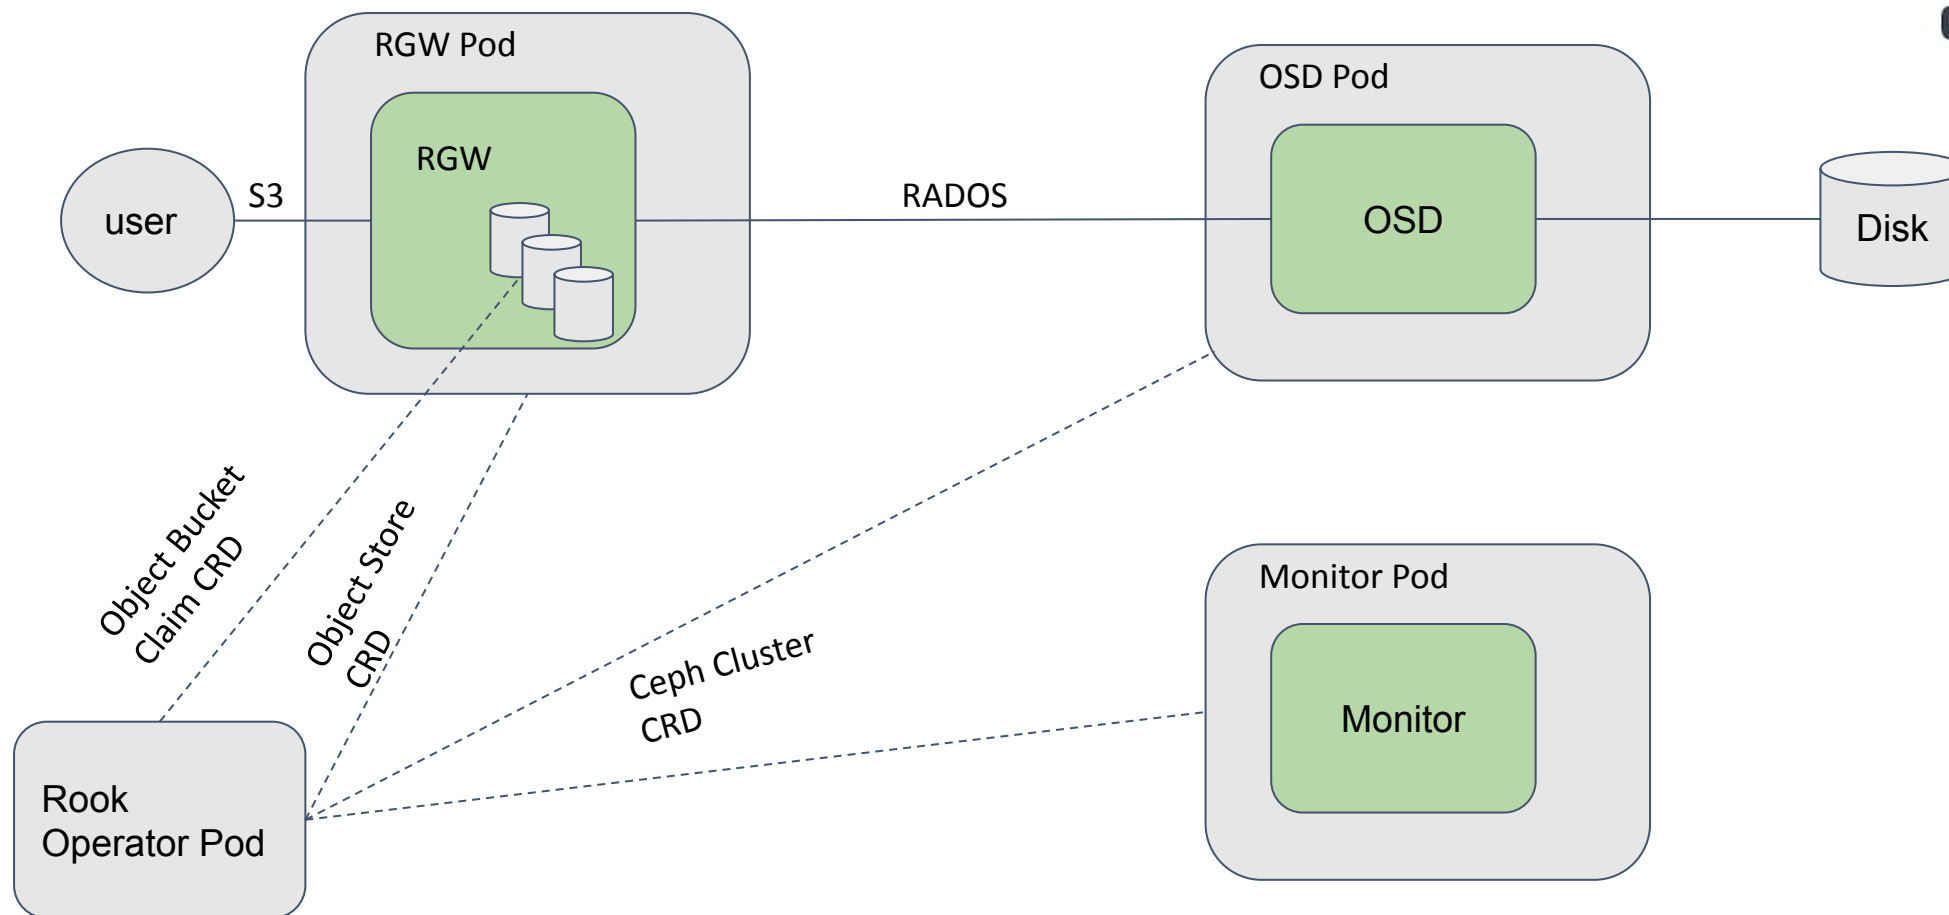 RGW Pod
OSD Pod
RGW
S3
RADOS
user
OSD
Disk
Object Bucket
Claim CRD
Object Store
CRD
Ceph Cluster
CRD
Monitor Pod
Monitor
Rook
Operator Pod